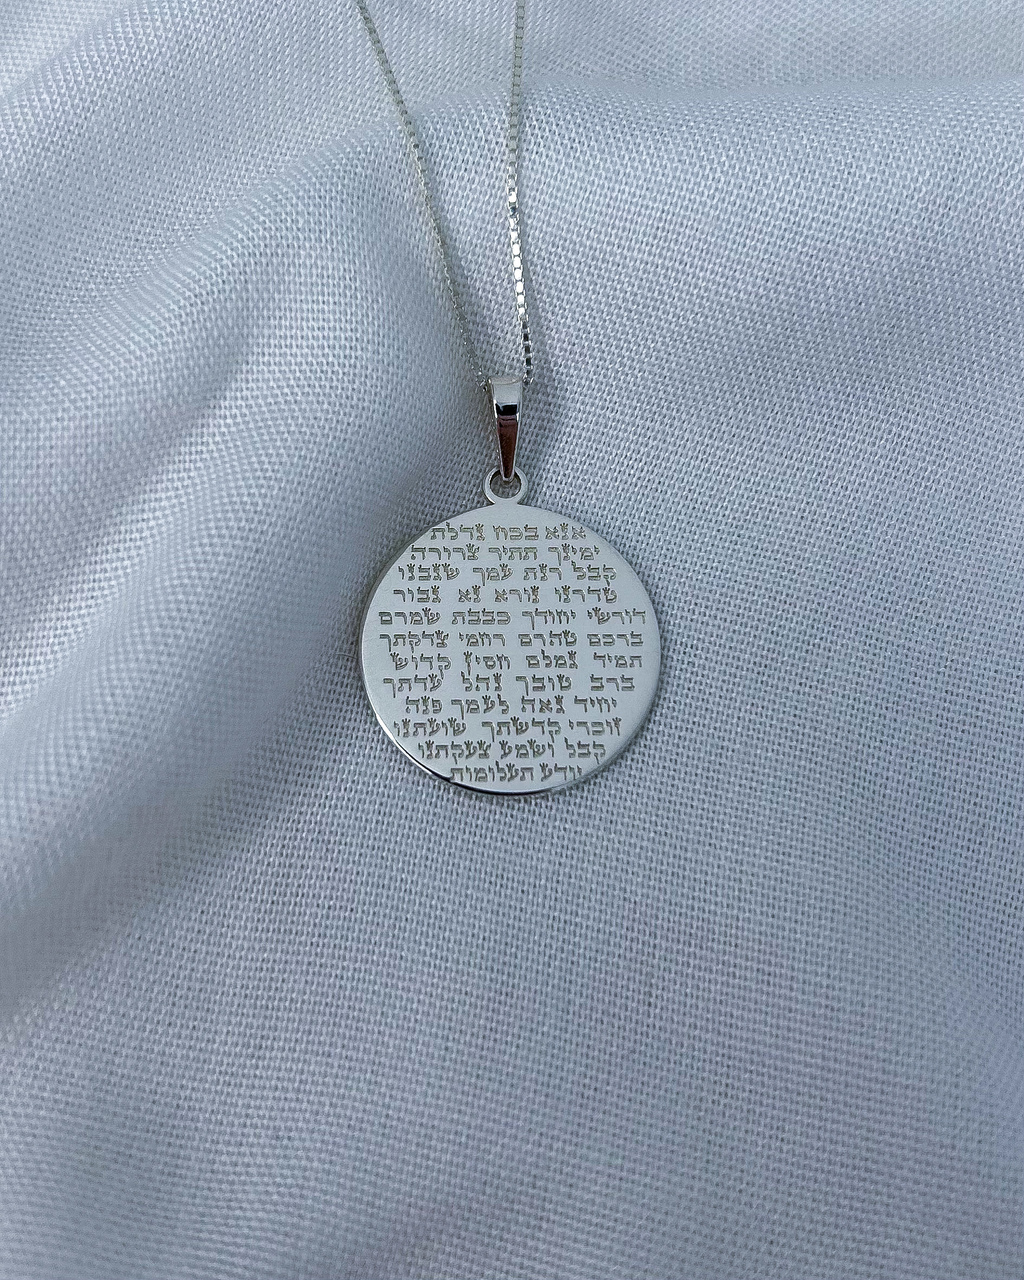 אנא בכח גדלת
ימינך תתיר צרורה
קבל רנת עמך שגבנו
טהרנו נורא נא גבור
דורשי יחודך כבבת שמרם
ברכם טהרם רחמי צדקתך
תמיד גמלם חסין קדוש
ברב טובך נהל עדתך
יחיד גאה לעמך פנה
זוכרי קדשתך שועתנו
קבל ושמע צעקתנו
יודע תעלומות